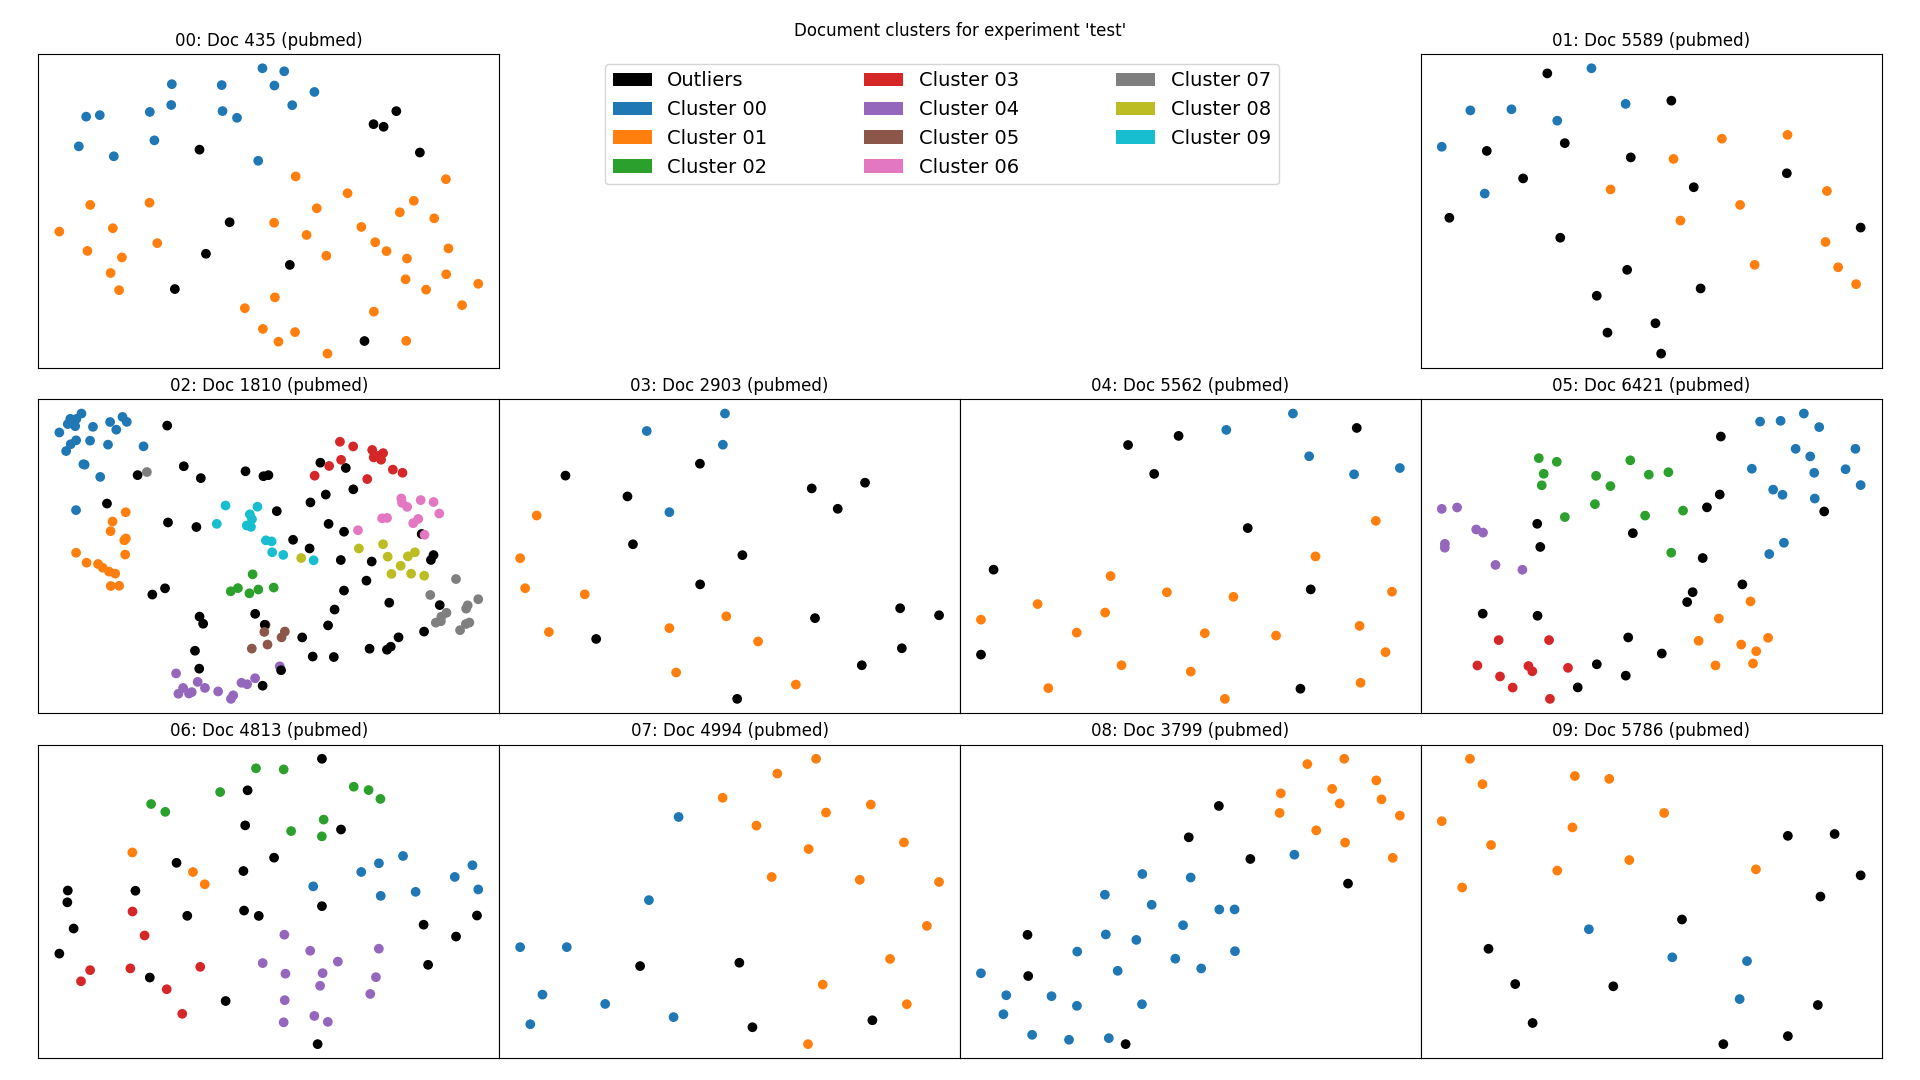 Document clusters for experiment 'test'
00: Doc 435 (pubmed)
01: Doc 5589 (pubmed)
Outliers
Cluster 00
Cluster 01
Cluster 02
Cluster 03
Cluster 04
Cluster 05
Cluster 06
Cluster 07
Cluster 08
Cluster 09
02: Doc 1810 (pubmed)
03: Doc 2903 (pubmed)
04: Doc 5562 (pubmed)
05: Doc 6421 (pubmed)
06: Doc 4813 (pubmed)
07: Doc 4994 (pubmed)
08: Doc 3799 (pubmed)
09: Doc 5786 (pubmed)